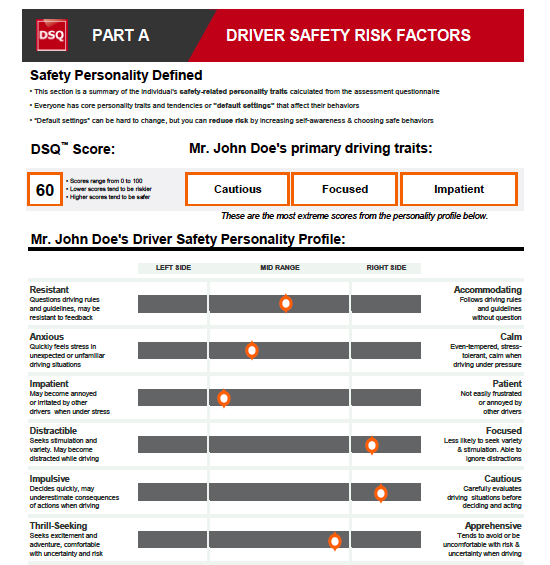 DSQ
PART A
DRIVER SAFETY RISK FACTORS
Safety Personality Defined
• This section is a summary of the individual's safety-related personality traits calculated from the assessment questionnaire
• Everyone has core personality traits and tendencies or "default settings" that affect their behaviors
• "Default settings" can be hard to change, but you can reduce risk by increasing self-awareness & choosing safe behaviors
DSQ™ Score:
Mr. John Doe's primary driving traits:
60
• Scores range from 0 to 100
• Lower scores tend to be riskier
• Higher scores tend to be safer
Cautious
Focused
Impatient
These are the most extreme scores from the personality profile below.
Mr. John Doe's Driver Safety Personality Profile:
LEFT SIDE
MID RANGE
RIGHT SIDE
Resistant
Questions driving rules
and guidelines, may be
resistant to feedback
Accommodating
Follows driving rules
and guidelines
without question
Anxious
Quickly feels stress in
unexpected or unfamiliar
driving situations
Calm
Even-tempered, stress-
tolerant, calm when
driving under pressure
Impatient
May become annoyed
or irritated by other
drivers when under stress
Patient
Not easily frustrated
or annoyed by
other drivers
Distractible
Seeks stimulation and
variety. May become
distracted while driving
Focused
Less likely to seek variety
& stimulation. Able to
ignore distractions
Impulsive
Decides quickly, may
underestimate consequences
of actions when driving
Cautious
Carefully evaluates
driving situations before
deciding and acting
Thrill-Seeking
Seeks excitement and
adventure, comfortable
with uncertainty and risk
Apprehensive
Tends to avoid or be
uncomfortable with risk &
uncertainty when driving